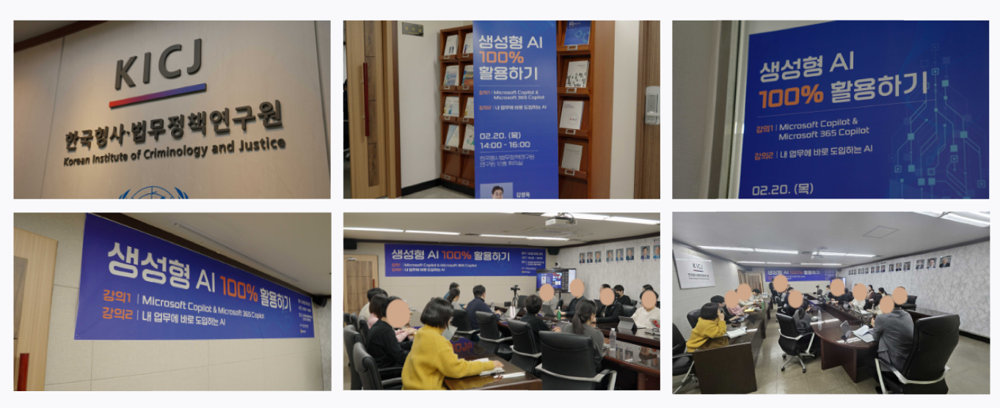 KICJ
한국형사·법무정책연구원
Korean Institute of Criminology and Justice
생성형 AI
100%
활용하기
강의1 | Microsoft Copilot &
Microsoft 365 Copilot
강의2 | 내 업무에 바로 도입하는 AI
02.20. (목)
14:00 - 16:00
한국형사법무정책연구원
생성형 AI
100% 활용하기
강의1 | Microsoft Copilot &
Microsoft 365 Copilot
강의2 | 내 업무에 바로 도입하는 AI
02.20. (목)
생성형 AI 100% 활용하기
강의1 | Microsoft Copilot & Microsoft 365 Copilot
강의2 | 내 업무에 바로 도입하는 AI
생성형 AI 100% 활용하기
강의1 | Microsoft Copilot & Microsoft 365 Copilot
강의2 | 내 업무에 바로 도입하는 AI
KICJ
KICJ
생성형 AI 100% 활용하기